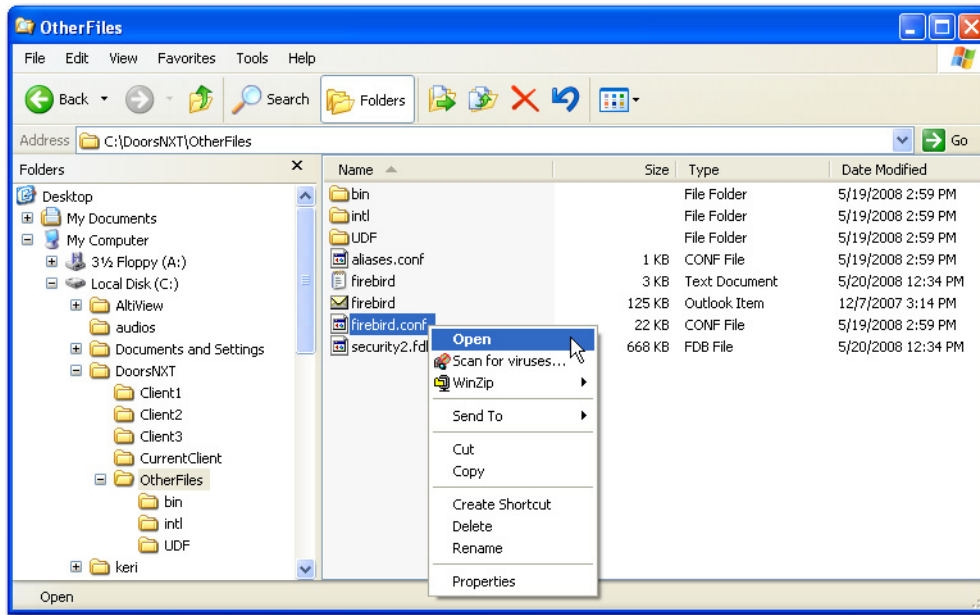 OtherFiles
File Edit View Favorites Tools Help
Back Search Folders
Address C:\DoorsNXT\OtherFiles Go
Folders
Name Size Type Date Modified
Desktop
My Documents
My Computer
3½ Floppy (A:)
Local Disk (C:)
AltiView
audios
Documents and Settings
DoorsNXT
Client1
Client2
Client3
CurrentClient
OtherFiles
bin
intl
UDF
keri
bin File Folder 5/19/2008 2:59 PM
intl File Folder 5/19/2008 2:59 PM
UDF File Folder 5/19/2008 2:59 PM
aliases.conf 1 KB CONF File 5/19/2008 2:59 PM
firebird 3 KB Text Document 5/20/2008 12:34 PM
firebird 125 KB Outlook Item 12/7/2007 3:14 PM
firebird.conf 22 KB CONF File 5/19/2008 2:59 PM
security2.fd 668 KB FDB File 5/20/2008 12:34 PM
Open
Scan for viruses...
WinZip
Send To
Cut
Copy
Create Shortcut
Delete
Rename
Properties
Open